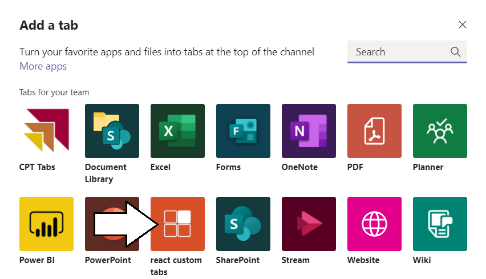 Add a tab
Turn your favorite apps and files into tabs at the top of the channel
More apps
Search
Tabs for your team
CPT Tabs
Document
Library
Excel
Forms
OneNote
PDF
Planner
Power BI
PowerPoint
react custom
tabs
SharePoint
Stream
Website
Wiki